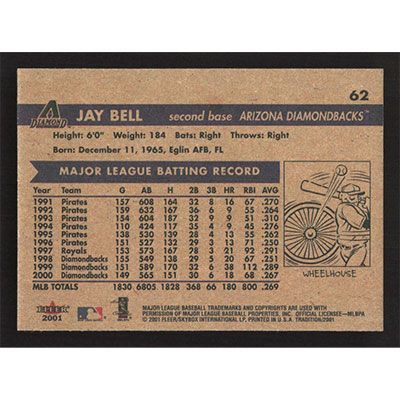 DIAMOND
JAY BELL second base ARIZONA DIAMONDBACKS™ 62
Height: 6'0" Weight: 184 Bats: Right Throws: Right
Born: December 11, 1965, Eglin AFB, FL
MAJOR LEAGUE BATTING RECORD
Year Team G AB H 2B 3B HR RBI AVG
1991 Pirates 157 608 164 32 8 16 67 .270
1992 Pirates 159 632 167 36 6 9 55 .264
1993 Pirates 154 604 187 32 9 9 51 .310
1994 Pirates 110 424 117 35 4 9 45 .276
1995 Pirates 138 530 139 28 4 13 55 .262
1996 Pirates 151 527 132 29 3 13 71 .250
1997 Royals 153 573 167 28 3 21 92 .291
1998 Diamondbacks 155 549 138 29 5 20 67 .251
1999 Diamondbacks 151 589 170 32 6 38 112 .289
2000 Diamondbacks 149 565 151 30 6 18 68 .267
MLB TOTALS 1830 6805 1828 368 66 180 800 .269
WHEELHOUSE
FLEER
2001
MAJOR LEAGUE BASEBALL TRADEMARKS AND COPYRIGHTS ARE USED WITH
PERMISSION OF MAJOR LEAGUE BASEBALL PROPERTIES, INC. OFFICIAL LICENSEE—MLBPA
© 2001 FLEER/SKYBOX INTERNATIONAL LP. PRINTED IN USA. TRADITION/2001